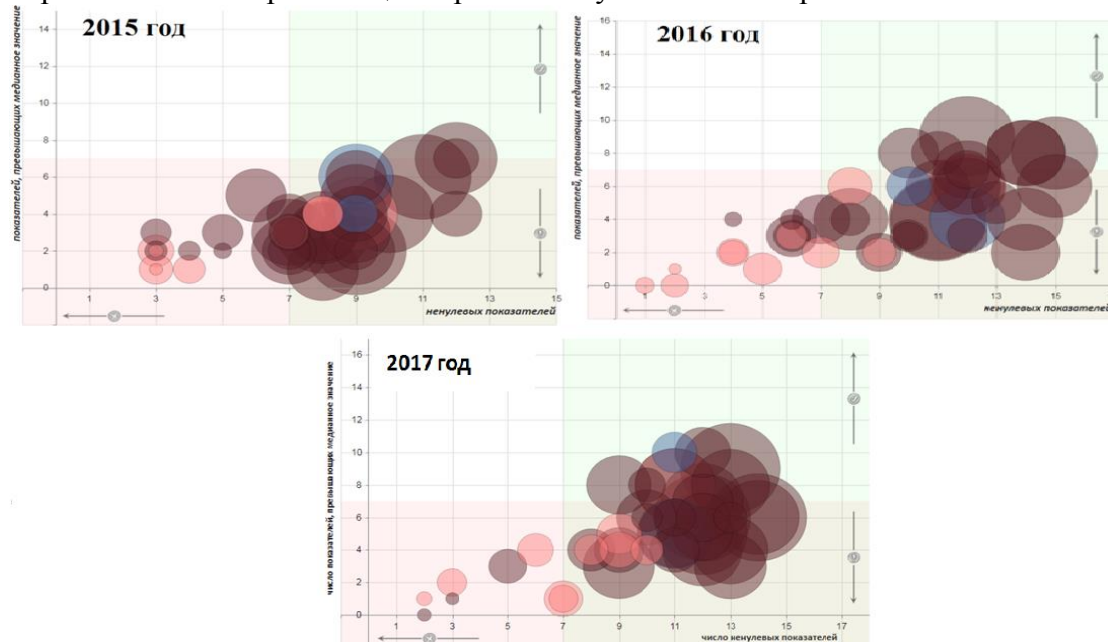 2015 год
показателей, превышающих медианное значение
14
12
10
8
6
4
2
0
1 3 5 7 9 11 13 15
ненулевых показателей
2016 год
показателей, превышающих медианное значение
16
14
12
10
8
6
4
2
0
1 3 5 7 9 11 13 15
ненулевых показателей
2017 год
число показателей, превышающих медианное значение
16
14
12
10
8
6
4
2
0
1 3 5 7 9 11 13 15 17
число ненулевых показателей